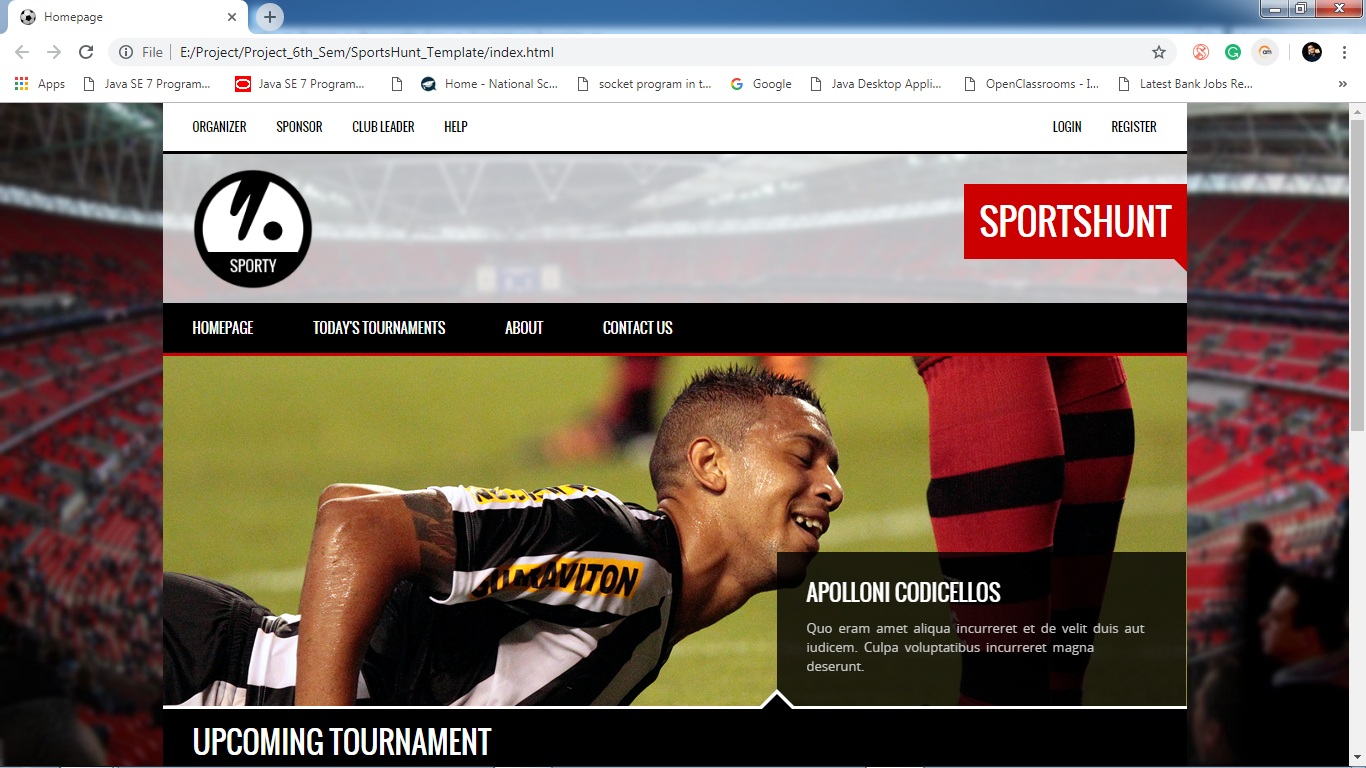 Homepage
File
E:/Project/Project_6th_Sem/SportsHunt_Template/index.html
Apps
Java SE 7 Program...
Java SE 7 Program...
Home - National Sc...
socket program in t...
Google
Java Desktop Appli...
OpenClassrooms - I...
Latest Bank Jobs Re...
»
ORGANIZER SPONSOR CLUB LEADER HELP
LOGIN REGISTER
SPORTY
SPORTSHUNT
HOMEPAGE TODAY'S TOURNAMENTS ABOUT CONTACT US
APOLLONI CODICELLOS
Quo eram amet aliqua incurreret et de velit duis aut
iudicem. Culpa voluptatibus incurreret magna
deserunt.
UPCOMING TOURNAMENT